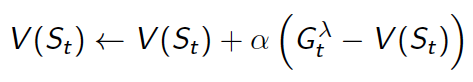 V(S_t) ← V(S_t) + α (G_t^λ − V(S_t))